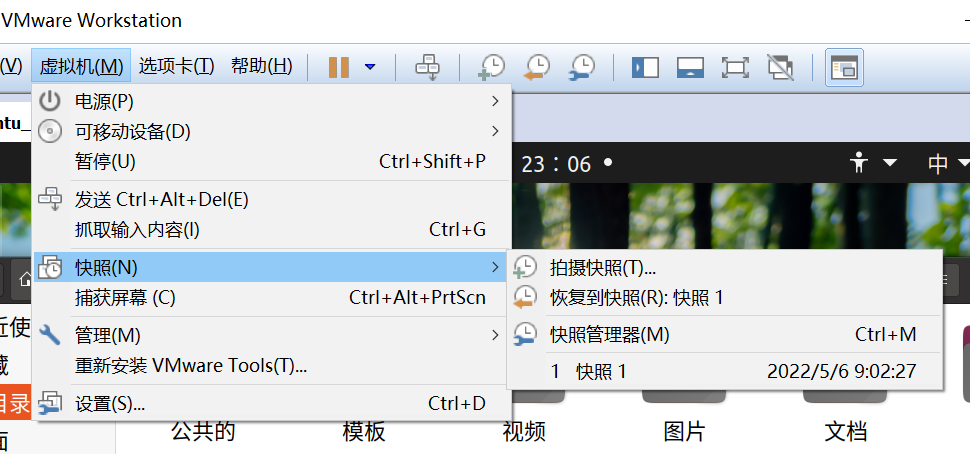 VMware Workstation
(V) 虚拟机(M) 选项卡(T) 帮助(H)
ntu_
电源(P)
可移动设备(D)
暂停(U) Ctrl+Shift+P
23：06
中
发送 Ctrl+Alt+Del(E)
抓取输入内容(I) Ctrl+G
快照(N)
拍摄快照(T)...
捕获屏幕 (C) Ctrl+Alt+PrtScn
恢复到快照(R): 快照 1
近使
管理(M)
快照管理器(M) Ctrl+M
藏
重新安装 VMware Tools(T)...
1 快照 1 2022/5/6 9:02:27
目录
设置(S)... Ctrl+D
面
公共的 模板 视频 图片 文档